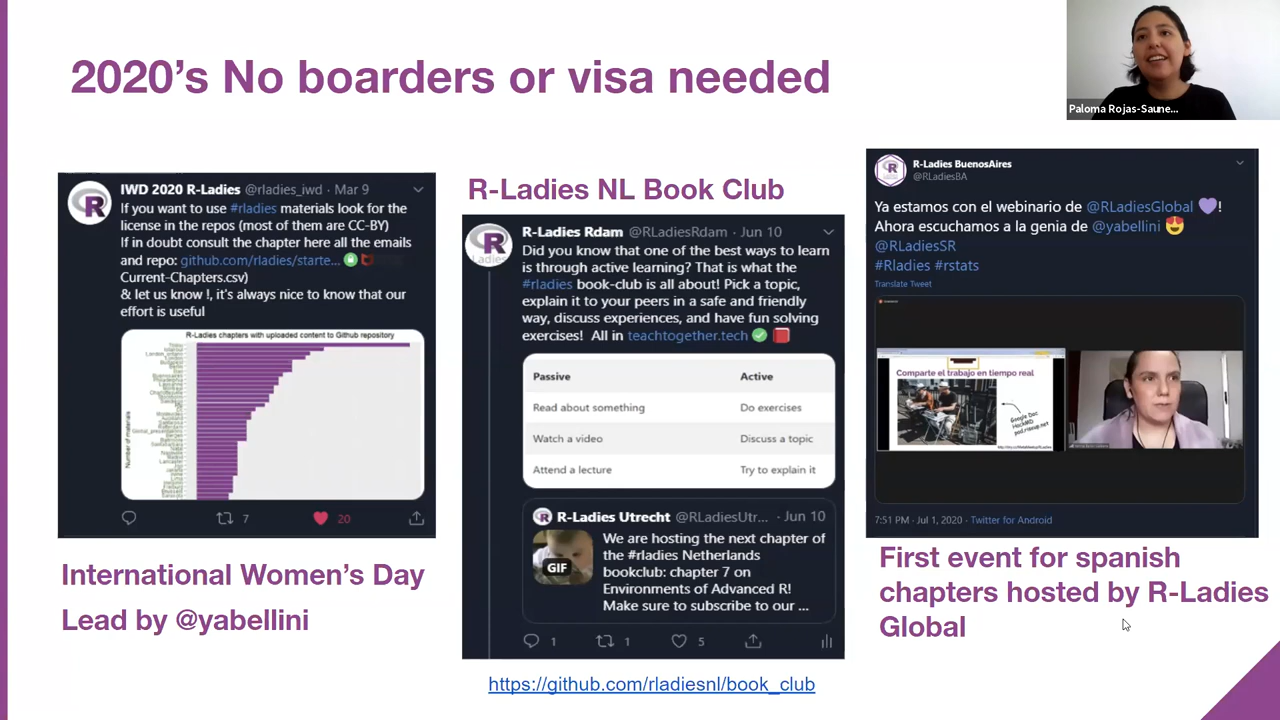 2020's No boarders or visa needed
Paloma Rojas-Saune...
IWD 2020 R-Ladies @rladies_iwd · Mar 9
If you want to use #rladies materials look for the
license in the repos (most of them are CC-BY)
If in doubt consult the chapter here all the emails
and repo: github.com/rladies/starte...
Current-Chapters.csv)
& let us know !, it's always nice to know that our
effort is useful
R-Ladies chapters with uploaded content to Github repository
Number of materials
7 20
International Women's Day
Lead by @yabellini
R-Ladies NL Book Club
R-Ladies Rdam @RLadiesRdam · Jun 10
Did you know that one of the best ways to learn
is through active learning? That is what the
#rladies book-club is all about! Pick a topic,
explain it to your peers in a safe and friendly
way, discuss experiences, and have fun solving
exercises! All in teachtogether.tech
Passive Active
Read about something Do exercises
Watch a video Discuss a topic
Attend a lecture Try to explain it
R-Ladies Utrecht @RLadiesUtr... · Jun 10
We are hosting the next chapter of
the #rladies Netherlands
bookclub: chapter 7 on
Environments of Advanced R!
Make sure to subscribe to our ...
GIF
1 1 5
https://github.com/rladiesnl/book_club
R-Ladies BuenosAires
@RLadiesBA
Ya estamos con el webinario de @RLadiesGlobal 💜!
Ahora escuchamos a la genia de @yabellini 😍
@RLadiesSR
#Rladies #rstats
Translate Tweet
Comparte el trabajo en tiempo real
Google Doc
HackMD
7:51 PM · Jul 1, 2020 · Twitter for Android
First event for spanish
chapters hosted by R-Ladies
Global